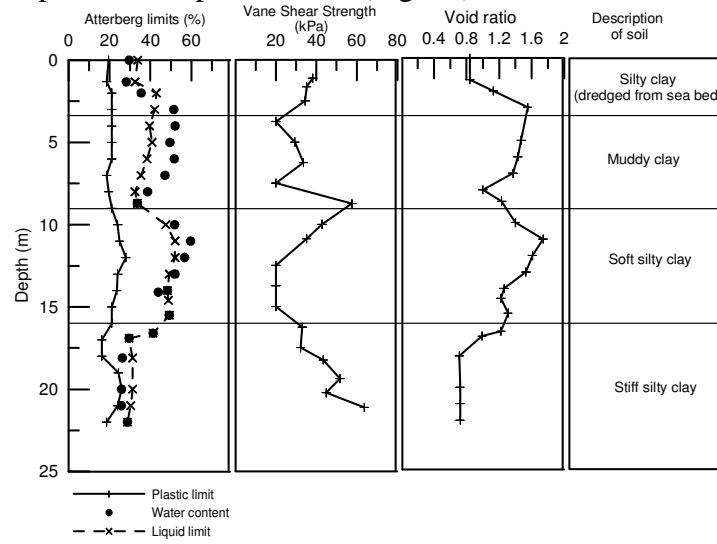 Atterberg limits (%)
0 20 40 60 80
Vane Shear Strength
(kPa)
20 40 60 80
Void ratio
0.4 0.8 1.2 1.6 2
Description
of soil
0
5
10
15
20
25
Depth (m)
Silty clay
(dredged from sea bed
Muddy clay
Soft silty clay
Stiff silty clay
Plastic limit
Water content
Liquid limit